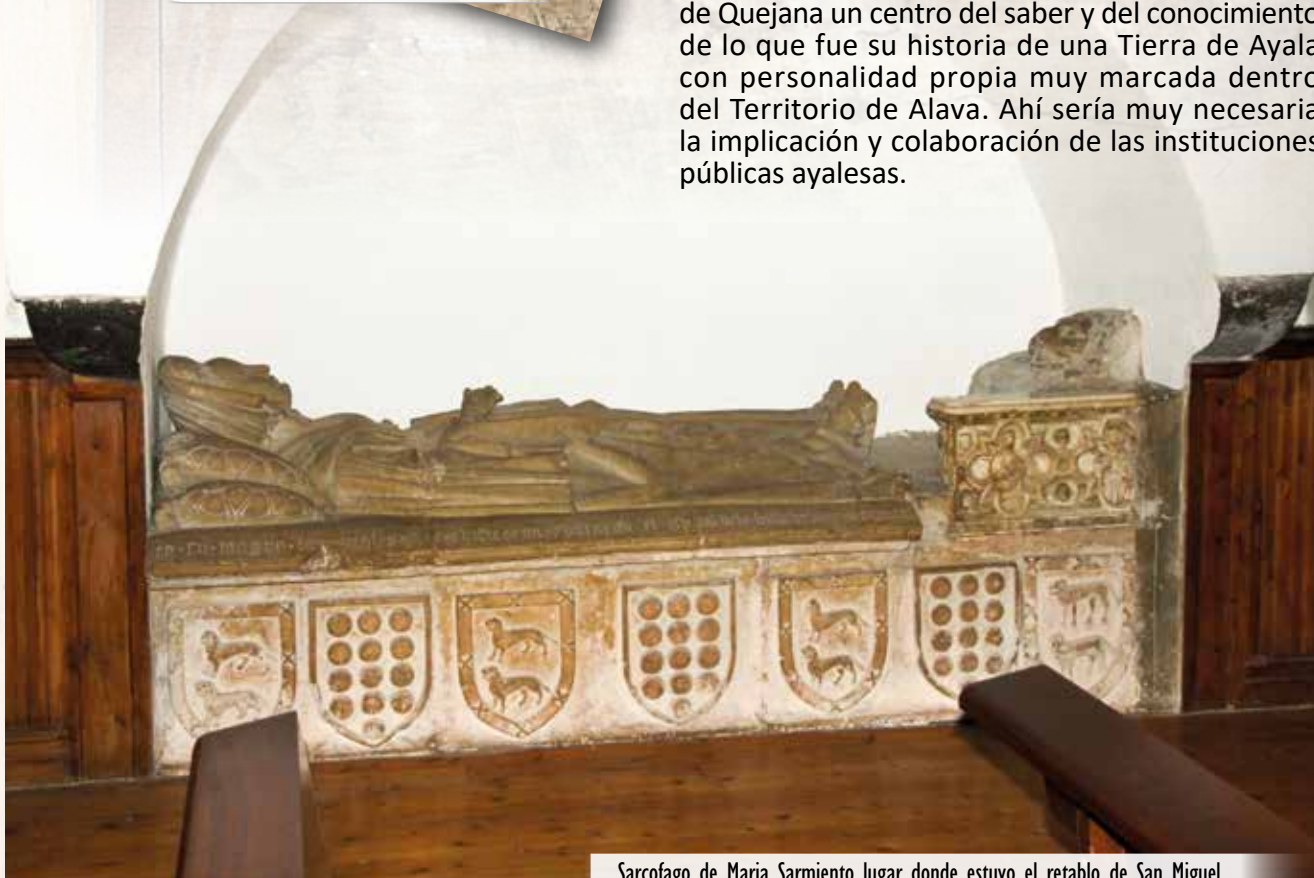 de Quejana un centro del saber y del conocimiento
de lo que fue su historia de una Tierra de Ayala
con personalidad propia muy marcada dentro
del Territorio de Alava. Ahí sería muy necesaria
la implicación y colaboración de las instituciones
públicas ayalesas.
Sarcofago de Maria Sarmiento lugar donde estuvo el retablo de San Miguel